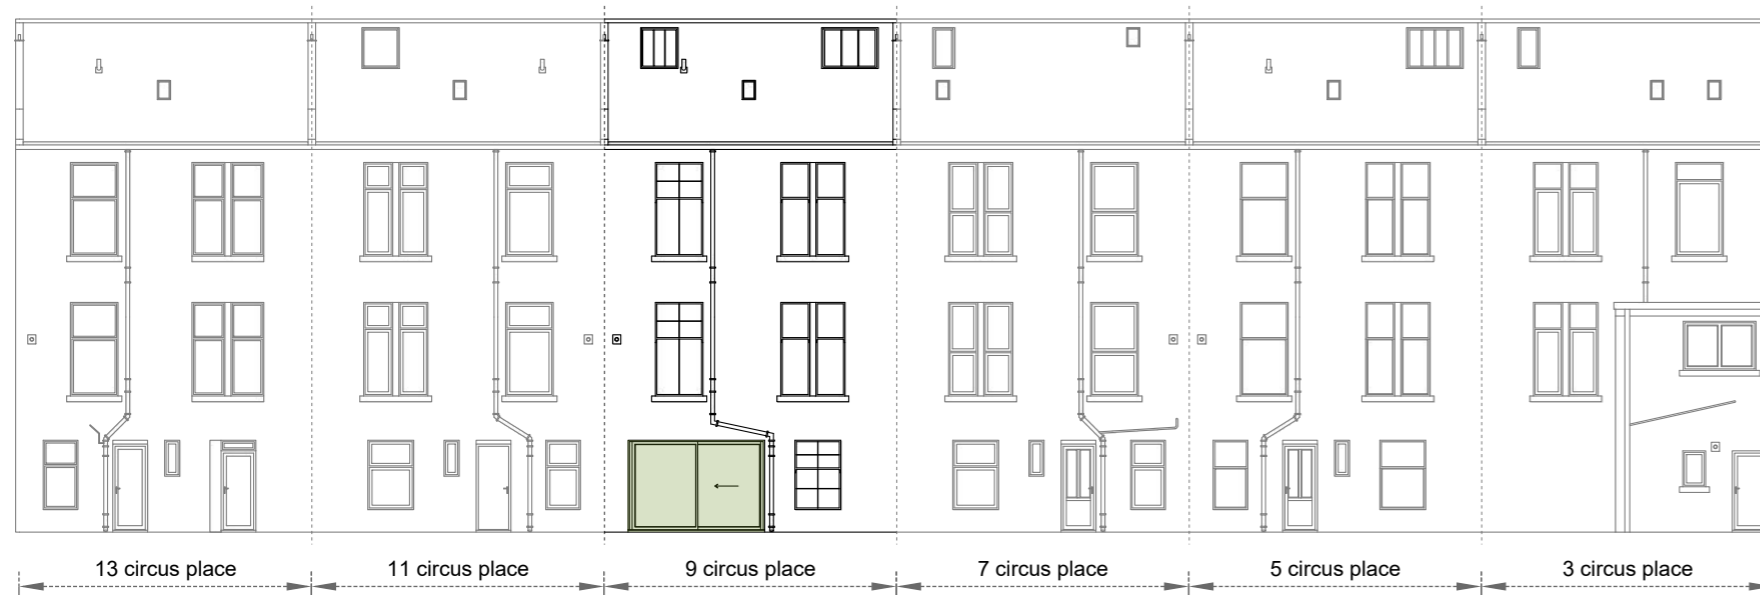 13 circus place
11 circus place
9 circus place
7 circus place
5 circus place
3 circus place